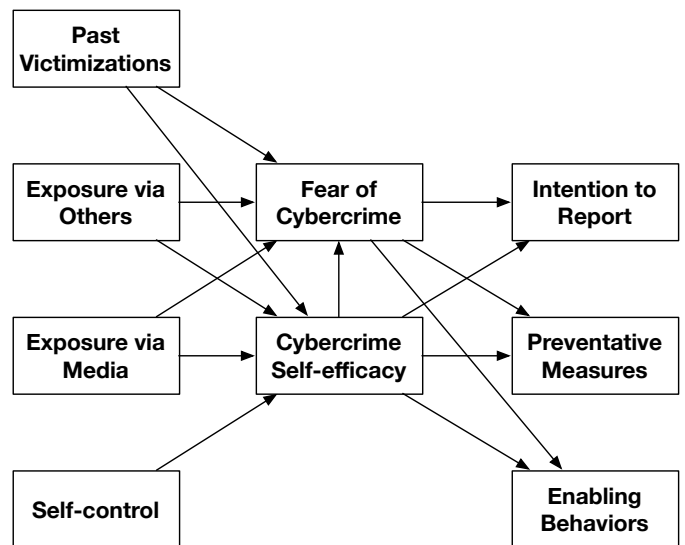 Past
Victimizations
Exposure via
Others
Fear of
Cybercrime
Intention to
Report
Exposure via
Media
Cybercrime
Self-efficacy
Preventative
Measures
Self-control
Enabling
Behaviors